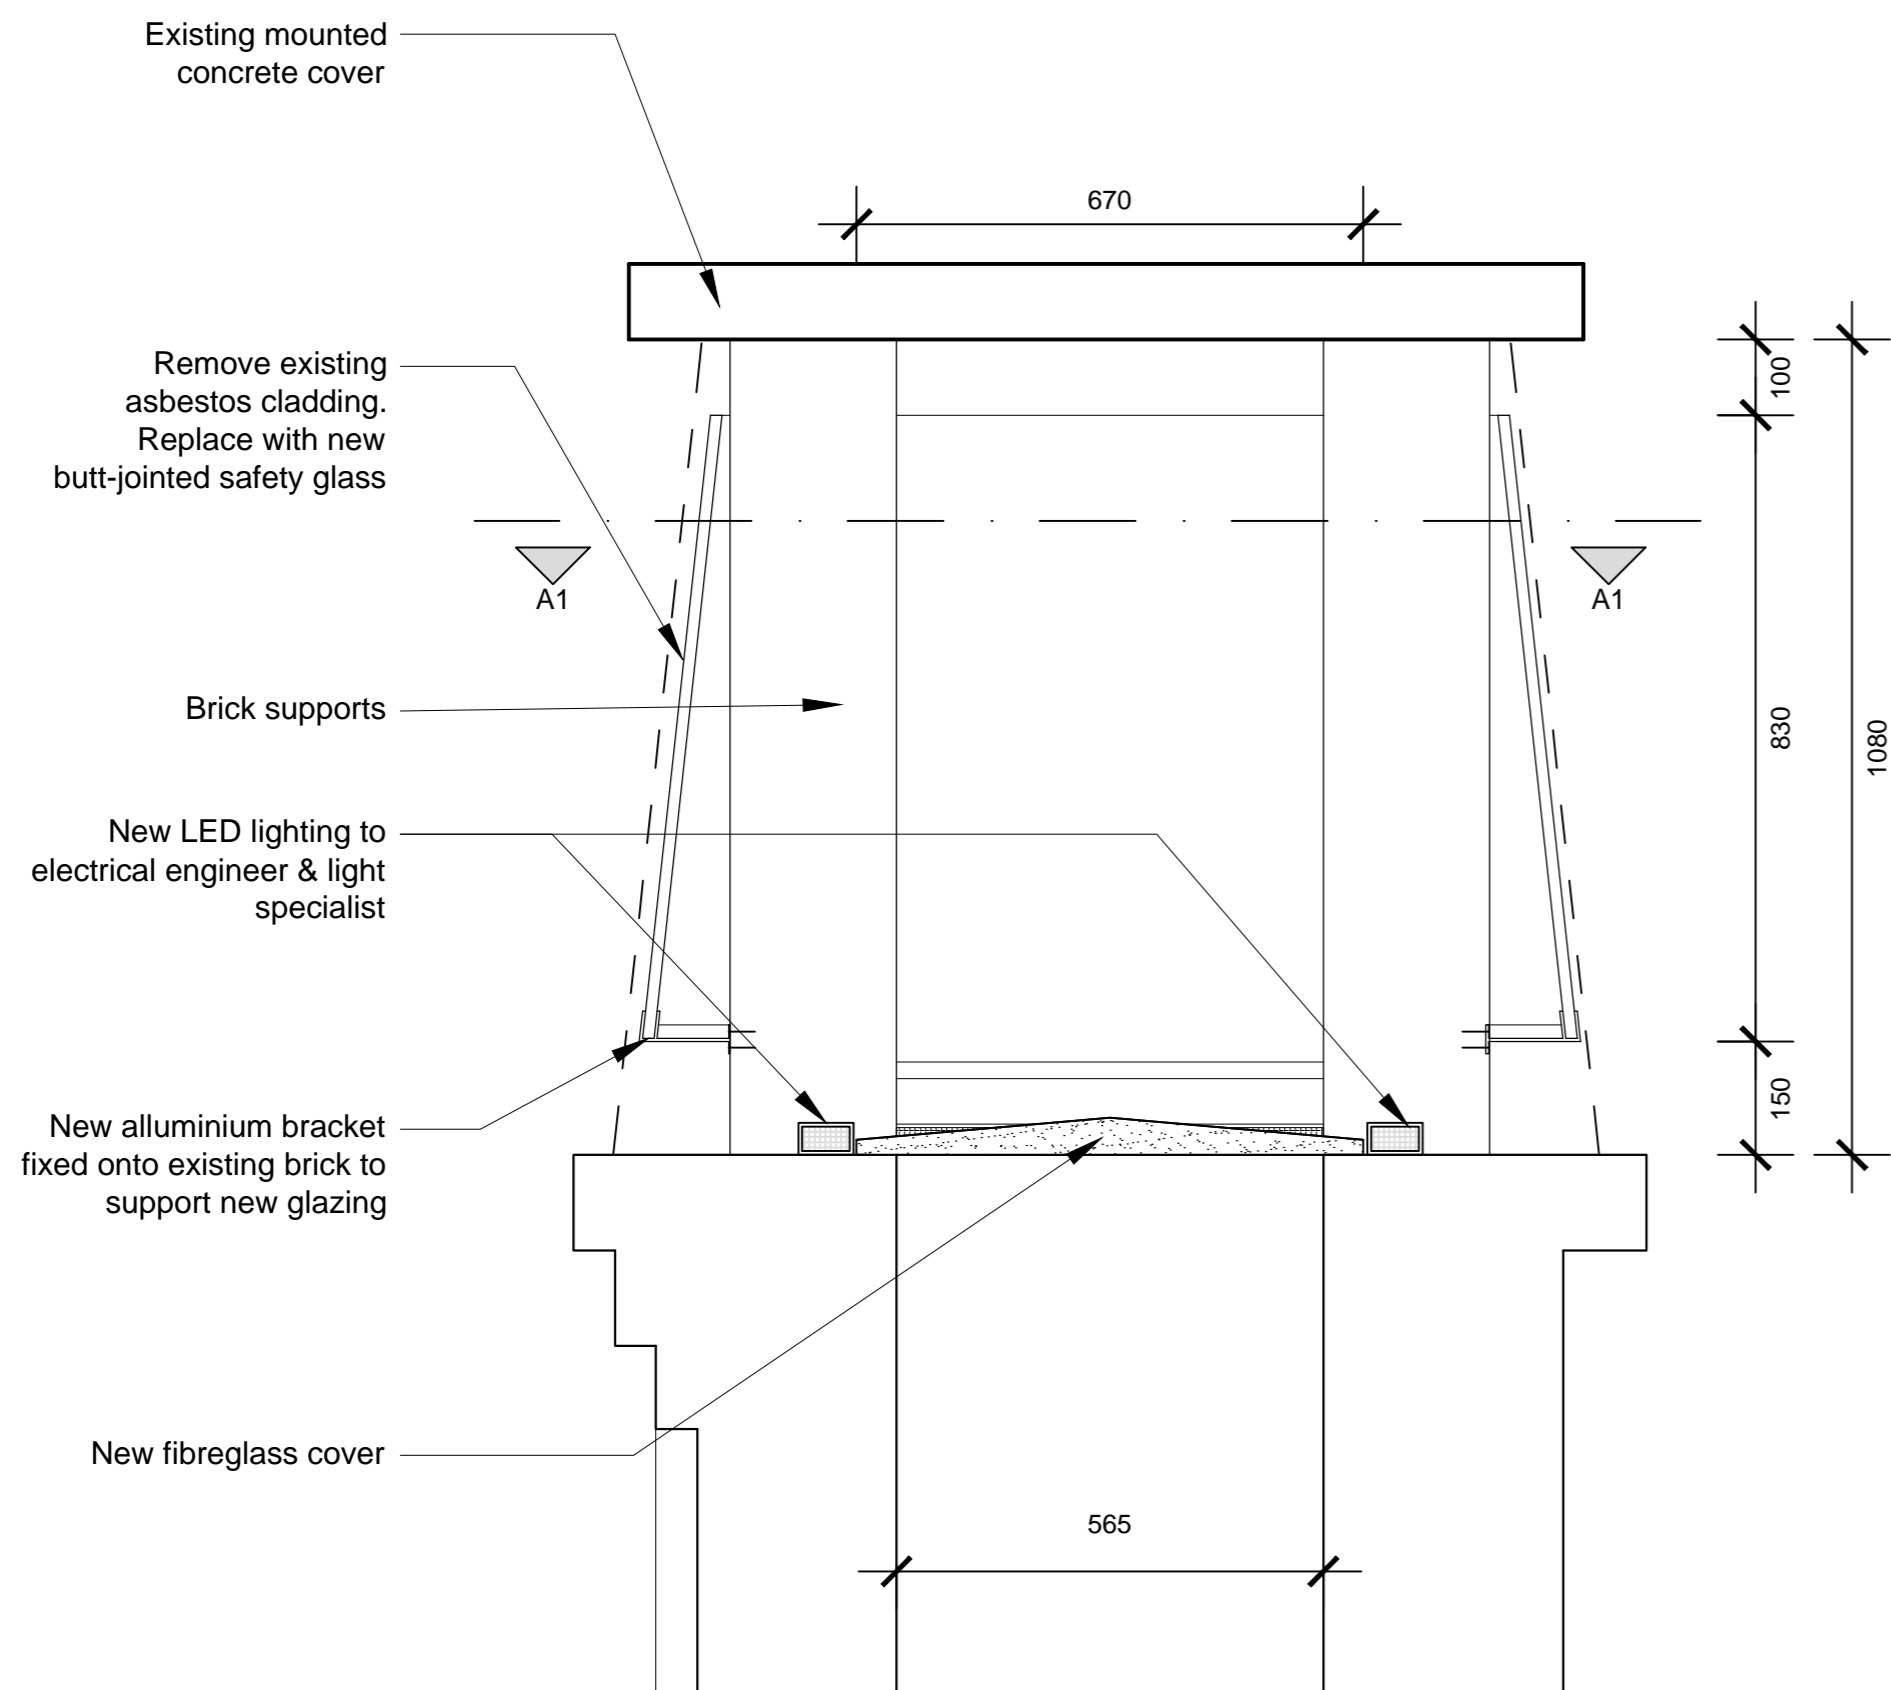 Existing mounted
concrete cover
670
100
Remove existing
asbestos cladding.
Replace with new
butt-jointed safety glass
A1
A1
Brick supports
830
1080
New LED lighting to
electrical engineer & light
specialist
New alluminium bracket
fixed onto existing brick to
support new glazing
150
New fibreglass cover
565